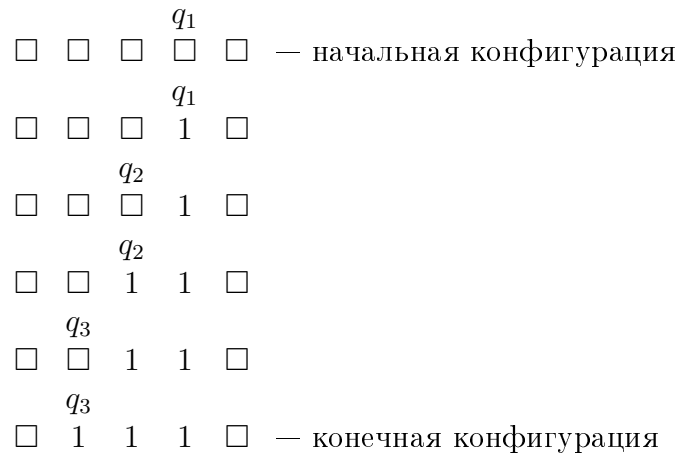 q₁
□ □ □ □ □ — начальная конфигурация
q₁
□ □ □ 1 □
q₂
□ □ □ 1 □
q₂
□ □ 1 1 □
q₃
□ □ 1 1 □
q₃
□ 1 1 1 □ — конечная конфигурация